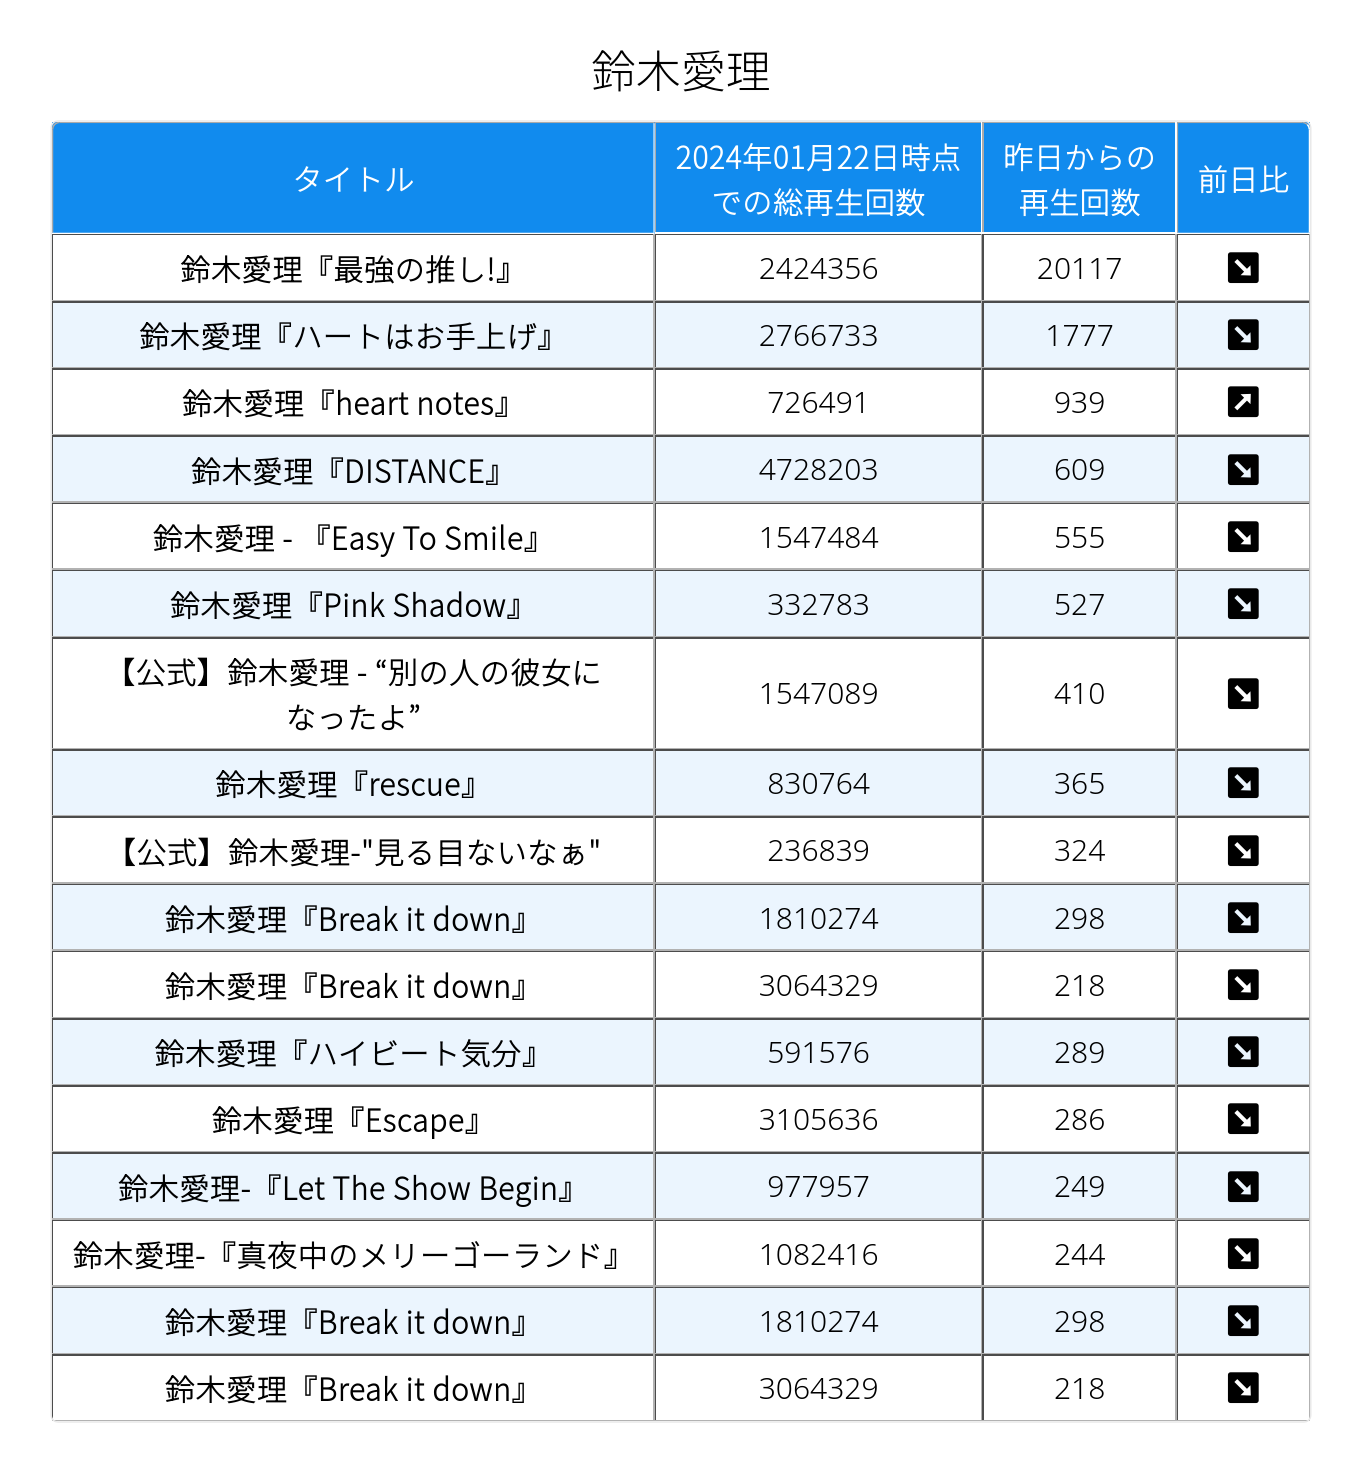 鈴木愛理
タイトル 2024年01月22日時点での総再生回数 昨日からの再生回数 前日比
鈴木愛理『最強の推し!』 2424356 20117 ↘
鈴木愛理『ハートはお手上げ』 2766733 1777 ↘
鈴木愛理『heart notes』 726491 939 ↗
鈴木愛理『DISTANCE』 4728203 609 ↘
鈴木愛理 - 『Easy To Smile』 1547484 555 ↘
鈴木愛理『Pink Shadow』 332783 527 ↘
【公式】鈴木愛理 - “別の人の彼女になったよ” 1547089 410 ↘
鈴木愛理『rescue』 830764 365 ↘
【公式】鈴木愛理-"見る目ないなぁ" 236839 324 ↘
鈴木愛理『Break it down』 1810274 298 ↘
鈴木愛理『Break it down』 3064329 218 ↘
鈴木愛理『ハイビート気分』 591576 289 ↘
鈴木愛理『Escape』 3105636 286 ↘
鈴木愛理-『Let The Show Begin』 977957 249 ↘
鈴木愛理-『真夜中のメリーゴーランド』 1082416 244 ↘
鈴木愛理『Break it down』 1810274 298 ↘
鈴木愛理『Break it down』 3064329 218 ↘